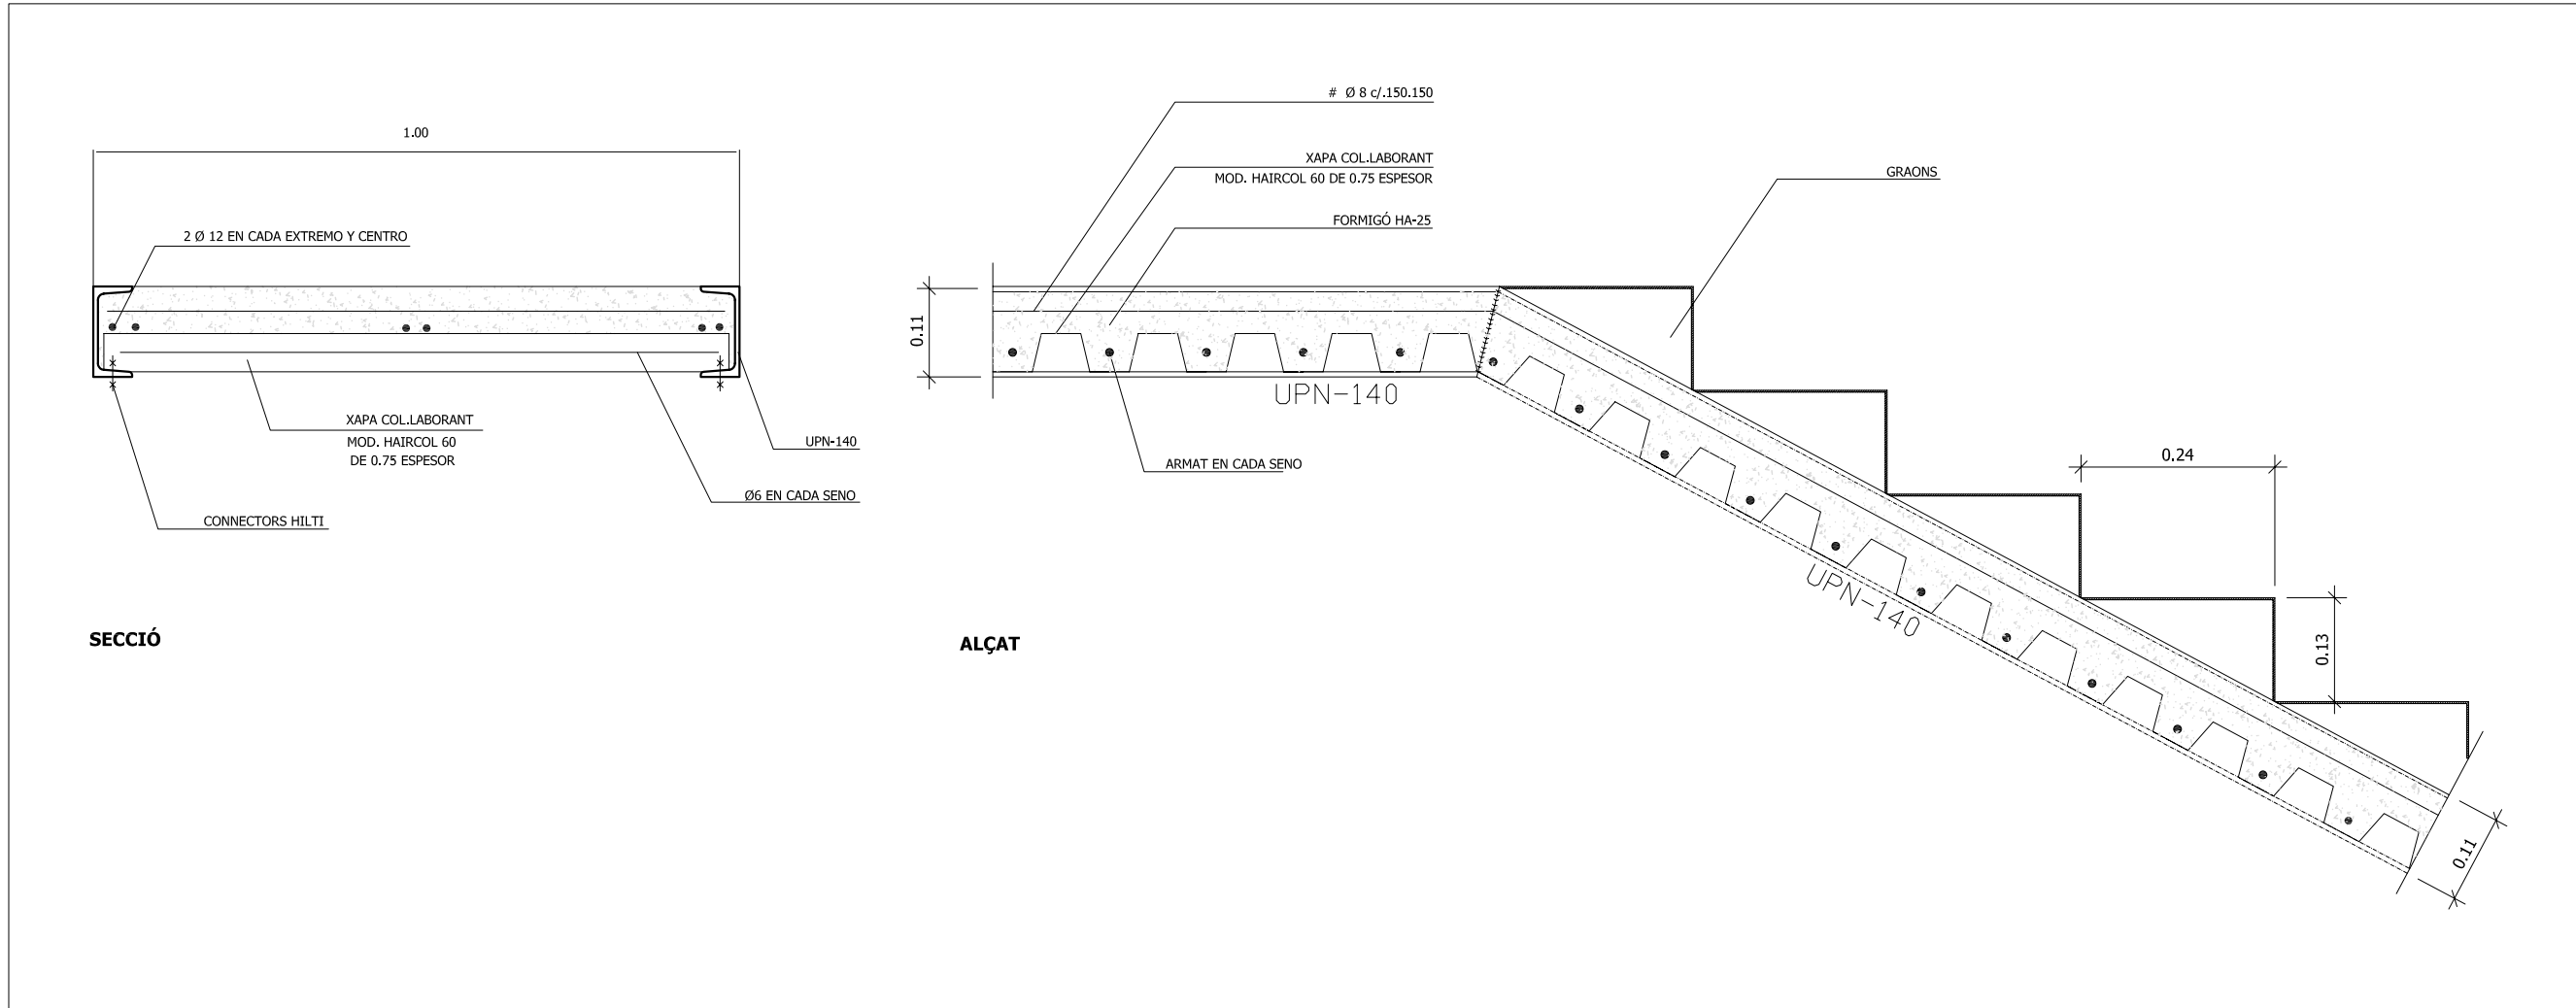 1.00
2 Ø 12 EN CADA EXTREMO Y CENTRO
XAPA COL.LABORANT
MOD. HAIRCOL 60
DE 0.75 ESPESOR
UPN-140
Ø6 EN CADA SENO
CONNECTORS HILTI
SECCIÓ
# Ø 8 c/.150.150
XAPA COL.LABORANT
MOD. HAIRCOL 60 DE 0.75 ESPESOR
FORMIGÓ HA-25
GRAONS
0.11
UPN-140
ARMAT EN CADA SENO
0.24
0.13
UPN-140
0.11
ALÇAT